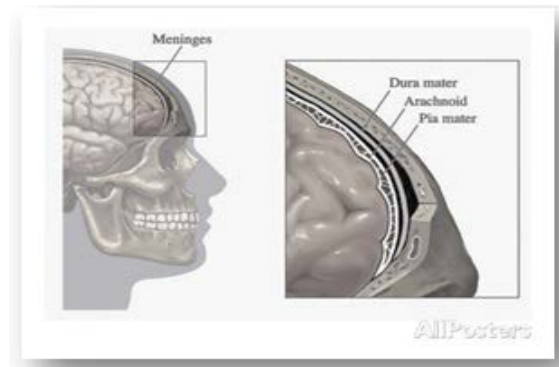 Meninges
Dura mater
Arachnoid
Pia mater
AllPosters